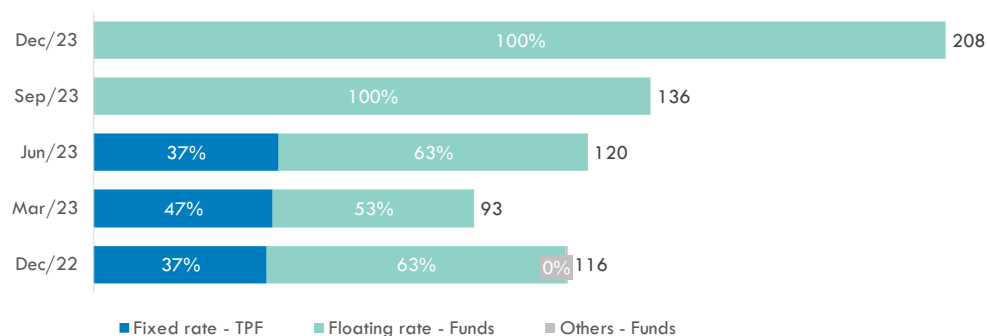 Dec/23 100% 208
Sep/23 100% 136
Jun/23 37% 63% 120
Mar/23 47% 53% 93
Dec/22 37% 63% 0% 116
Fixed rate - TPF Floating rate - Funds Others - Funds